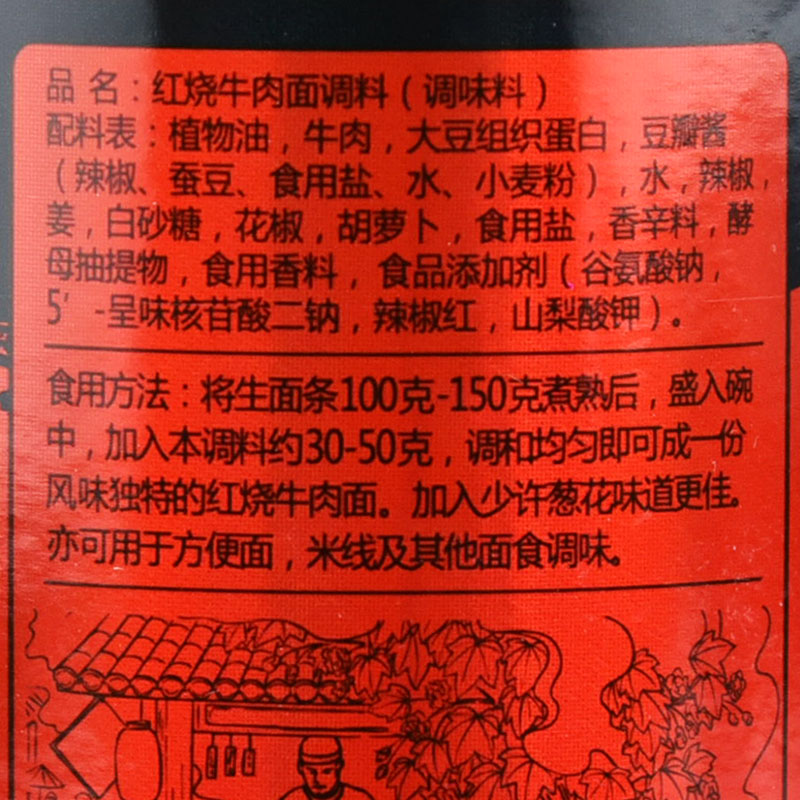 品 名：红烧牛肉面调料（调味料）
配料表：植物油，牛肉，大豆组织蛋白，豆瓣酱
（辣椒、蚕豆、食用盐、水、小麦粉），水，辣椒，
姜，白砂糖，花椒，胡萝卜，食用盐，香辛料，酵
母抽提物，食用香料，食品添加剂（谷氨酸钠，
5′-呈味核苷酸二钠，辣椒红，山梨酸钾）。
食用方法：将生面条100克-150克煮熟后，盛入碗
中，加入本调料约30-50克，调和均匀即可成一份
风味独特的红烧牛肉面。加入少许葱花味道更佳。
亦可用于方便面，米线及其他面食调味。